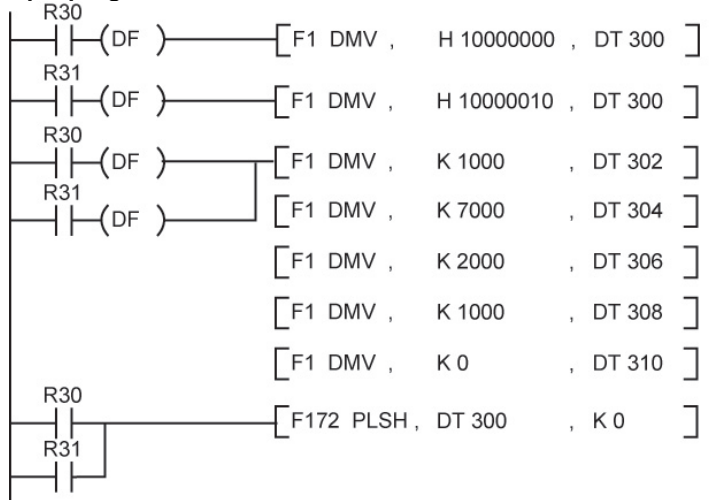 R30
(DF ) [F1 DMV , H 10000000 , DT 300 ]
R31
(DF ) [F1 DMV , H 10000010 , DT 300 ]
R30
(DF ) [F1 DMV , K 1000 , DT 302 ]
R31
(DF ) [F1 DMV , K 7000 , DT 304 ]
[F1 DMV , K 2000 , DT 306 ]
[F1 DMV , K 1000 , DT 308 ]
[F1 DMV , K 0 , DT 310 ]
R30
[F172 PLSH , DT 300 , K 0 ]
R31